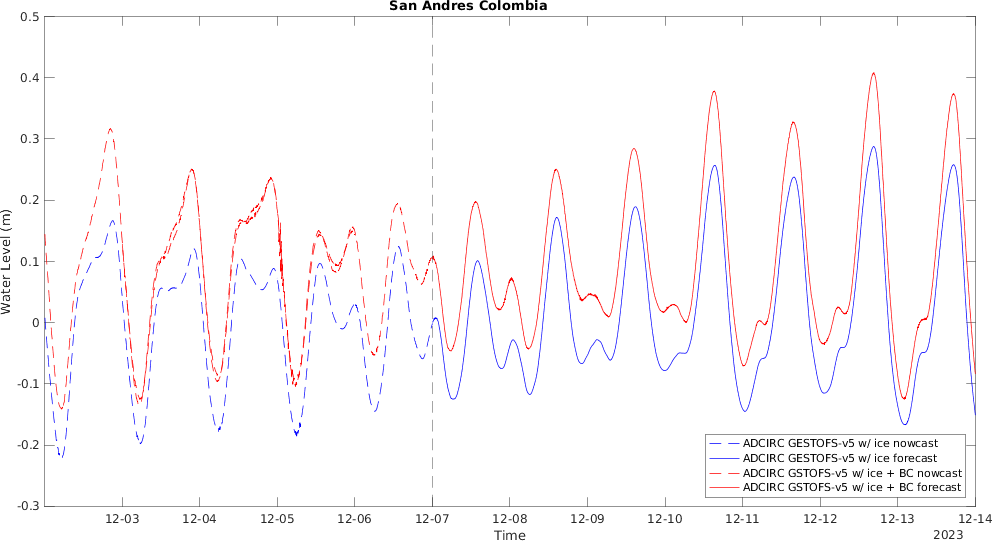 San Andres Colombia
0.5
0.4
0.3
0.2
0.1
0
-0.1
-0.2
-0.3
Water Level (m)
ADCIRC GESTOFS-v5 w/ ice nowcast
ADCIRC GESTOFS-v5 w/ ice forecast
ADCIRC GSTOFS-v5 w/ ice + BC nowcast
ADCIRC GSTOFS-v5 w/ ice + BC forecast
12-03 12-04 12-05 12-06 12-07 12-08 12-09 12-10 12-11 12-12 12-13 12-14
Time
2023